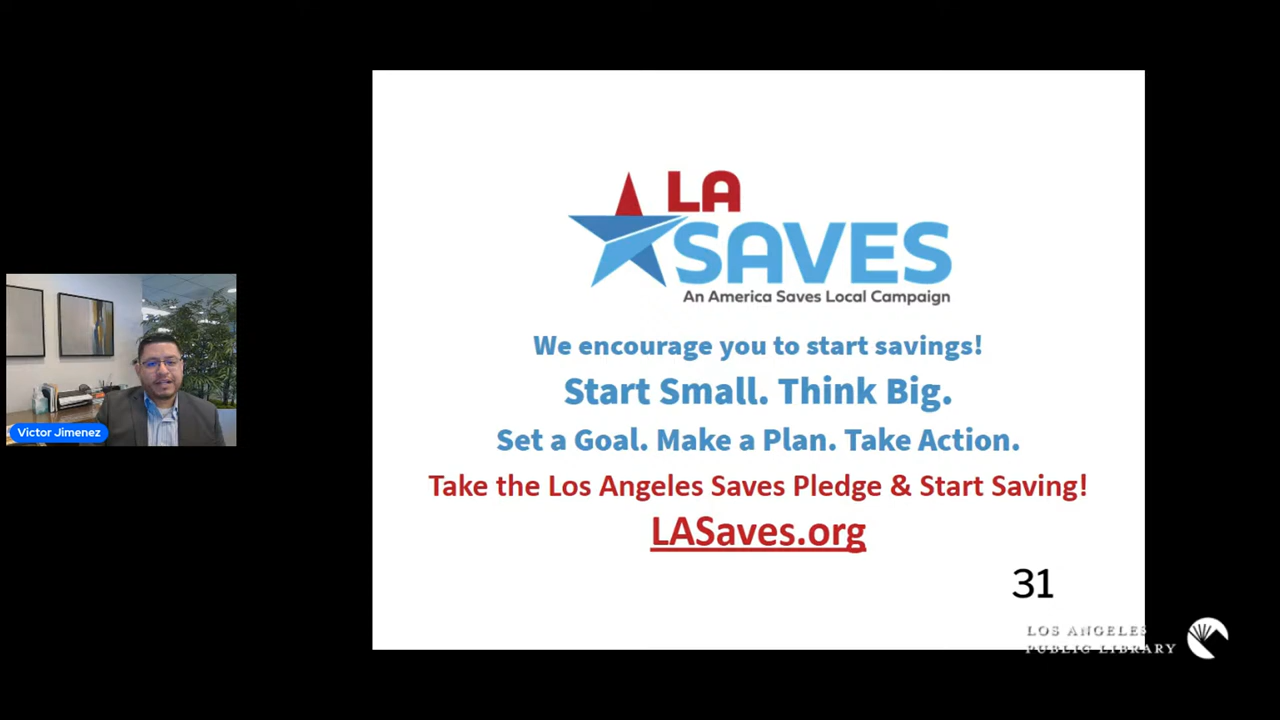 LA
SAVES
An America Saves Local Campaign
We encourage you to start savings!
Start Small. Think Big.
Set a Goal. Make a Plan. Take Action.
Take the Los Angeles Saves Pledge & Start Saving!
LASaves.org
31
Victor Jimenez
LOS ANGELES
PUBLIC LIBRARY